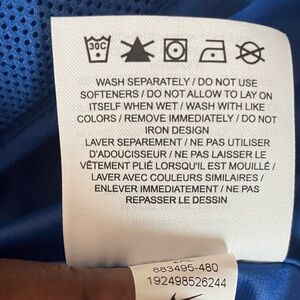 30C
WASH SEPARATELY / DO NOT USE
SOFTENERS / DO NOT ALLOW TO LAY ON
ITSELF WHEN WET / WASH WITH LIKE
COLORS / REMOVE IMMEDIATELY / DO NOT
IRON DESIGN
LAVER SEPAREMENT / NE PAS UTILISER
D'ADOUCISSEUR / NE PAS LAISSER LE
VÊTEMENT PLIÉ LORSQU'IL EST MOUILLÉ /
LAVER AVEC COULEURS SIMILAIRES /
ENLEVER IMMEDIATEMENT / NE PAS
REPASSER LE DESSIN
883495-480
192498526244